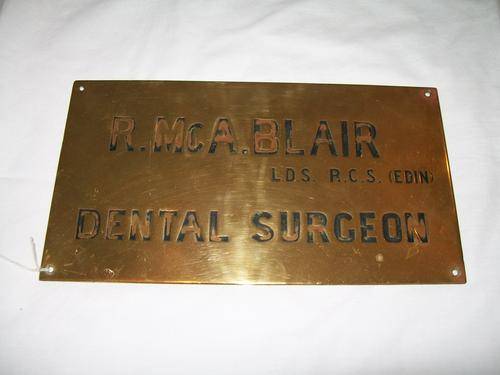 R. McA. BLAIR
L.D.S. R.C.S. (EDIN)
DENTAL SURGEON